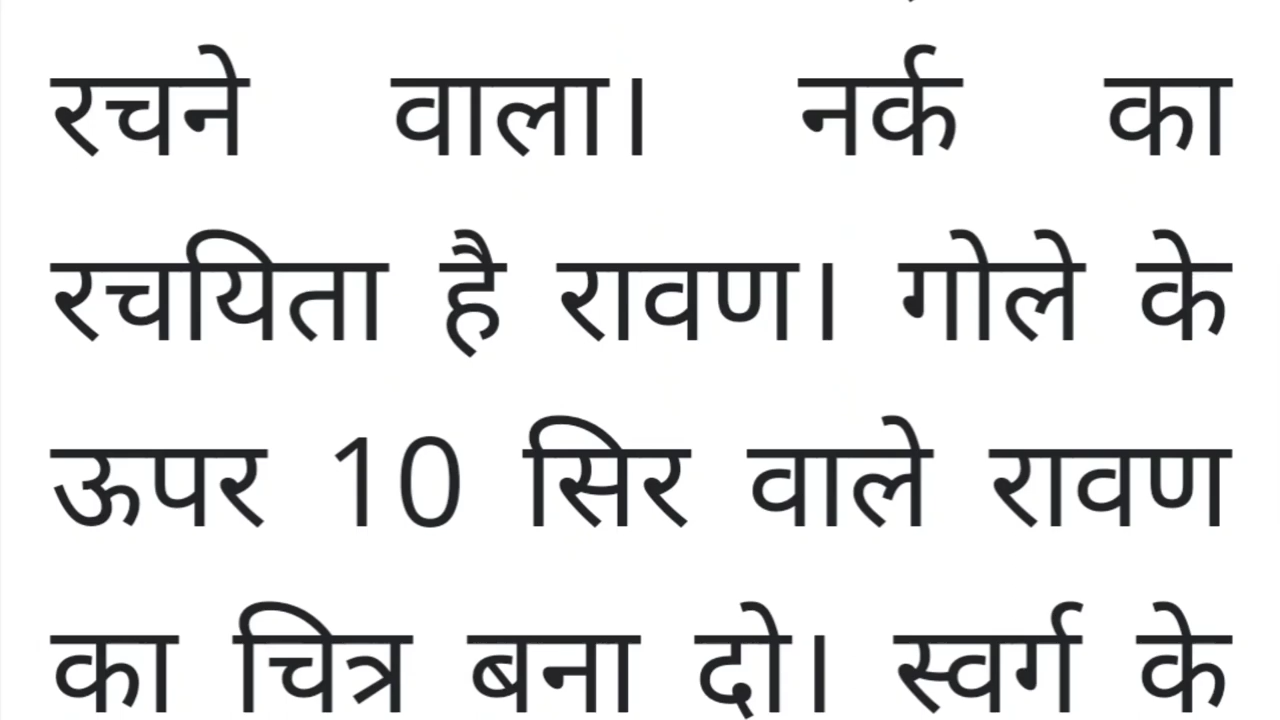 रचने वाला। नर्क का
रचयिता है रावण। गोले के
ऊपर 10 सिर वाले रावण
का चित्र बना दो। स्वर्ग के